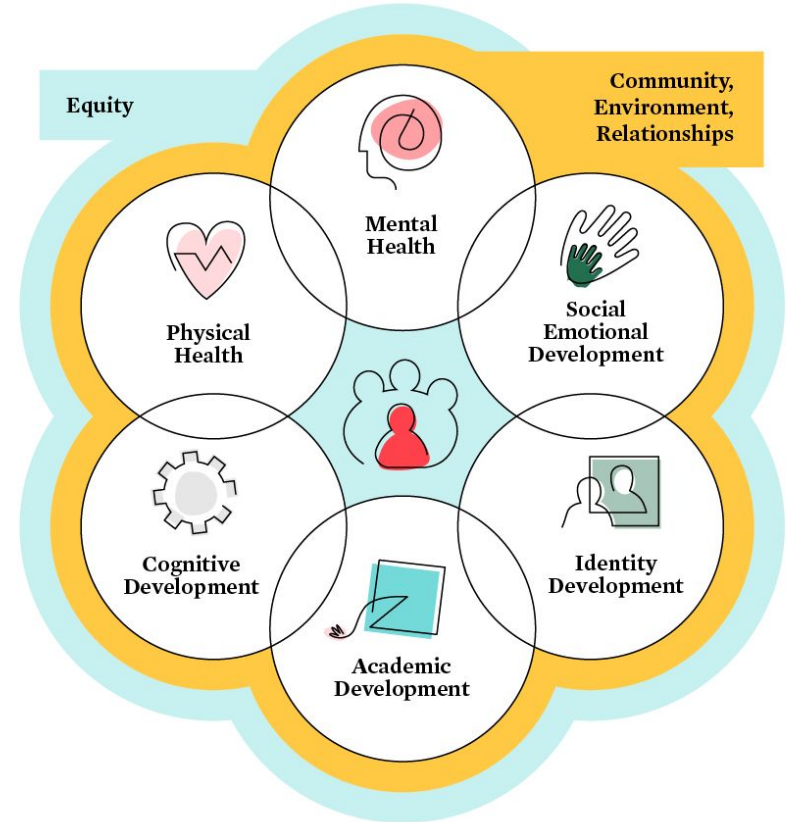 Equity
Community,
Environment,
Relationships
Mental
Health
Physical
Health
Social
Emotional
Development
Cognitive
Development
Identity
Development
Academic
Development